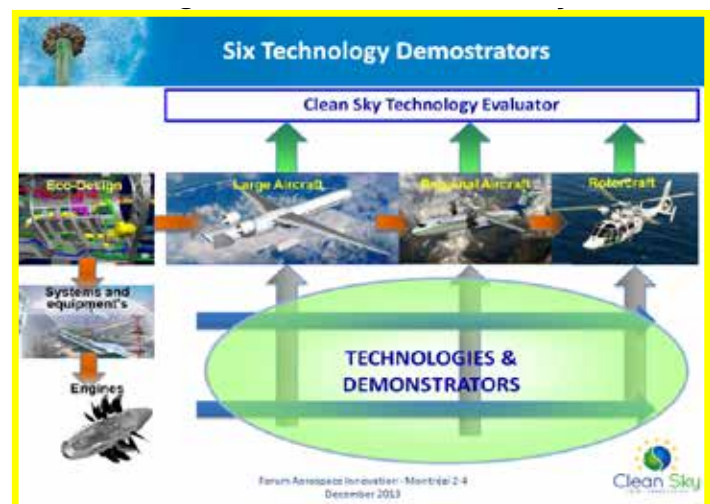 Six Technology Demostrators
Clean Sky Technology Evaluator
Eco-Design
Large Aircraft
Regional Aircraft
RotorCraft
Systems and
equipment's
Engines
TECHNOLOGIES &
DEMONSTRATORS
Forum Aerospace Innovation - Montréal 2-4
December 2013
Clean Sky